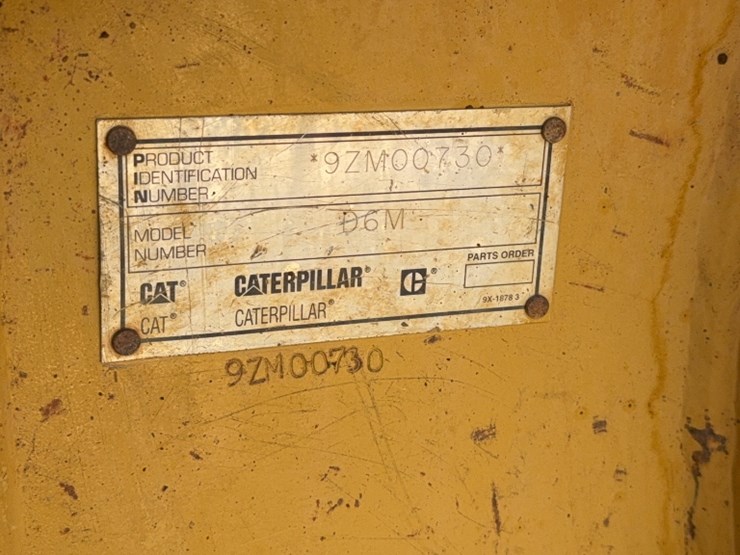 PRODUCT
IDENTIFICATION
NUMBER
*9ZM00730*
MODEL
NUMBER
D6M
PARTS ORDER
CAT® CATERPILLAR® C®
CAT® CATERPILLAR®
9X-1878 3
9ZM00730